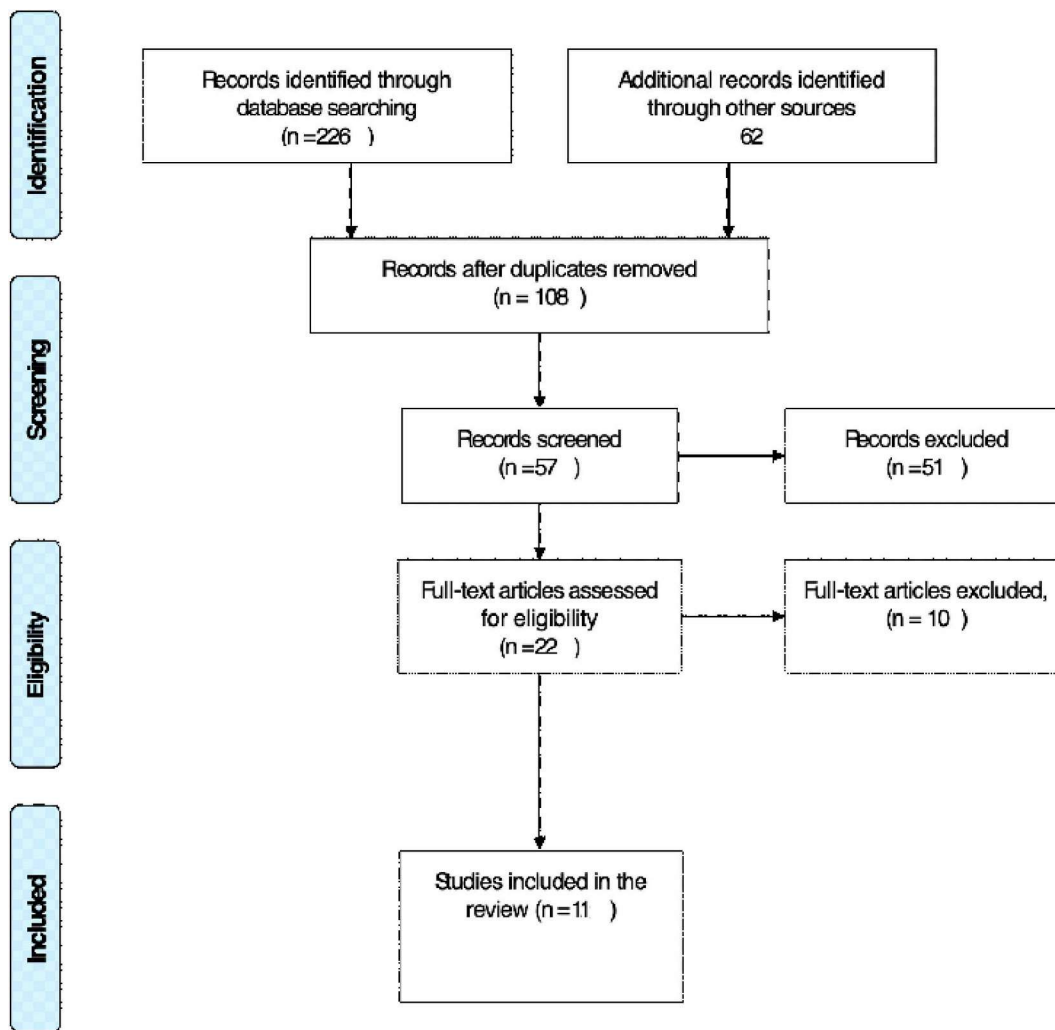 Identification
Records identified through
database searching
(n =226 )
Additional records identified
through other sources
62
Records after duplicates removed
(n = 108 )
Screening
Records screened
(n =57 )
Records excluded
(n =51 )
Eligibility
Full-text articles assessed
for eligibility
(n =22 )
Full-text articles excluded,
(n = 10 )
Included
Studies included in the
review (n =11 )